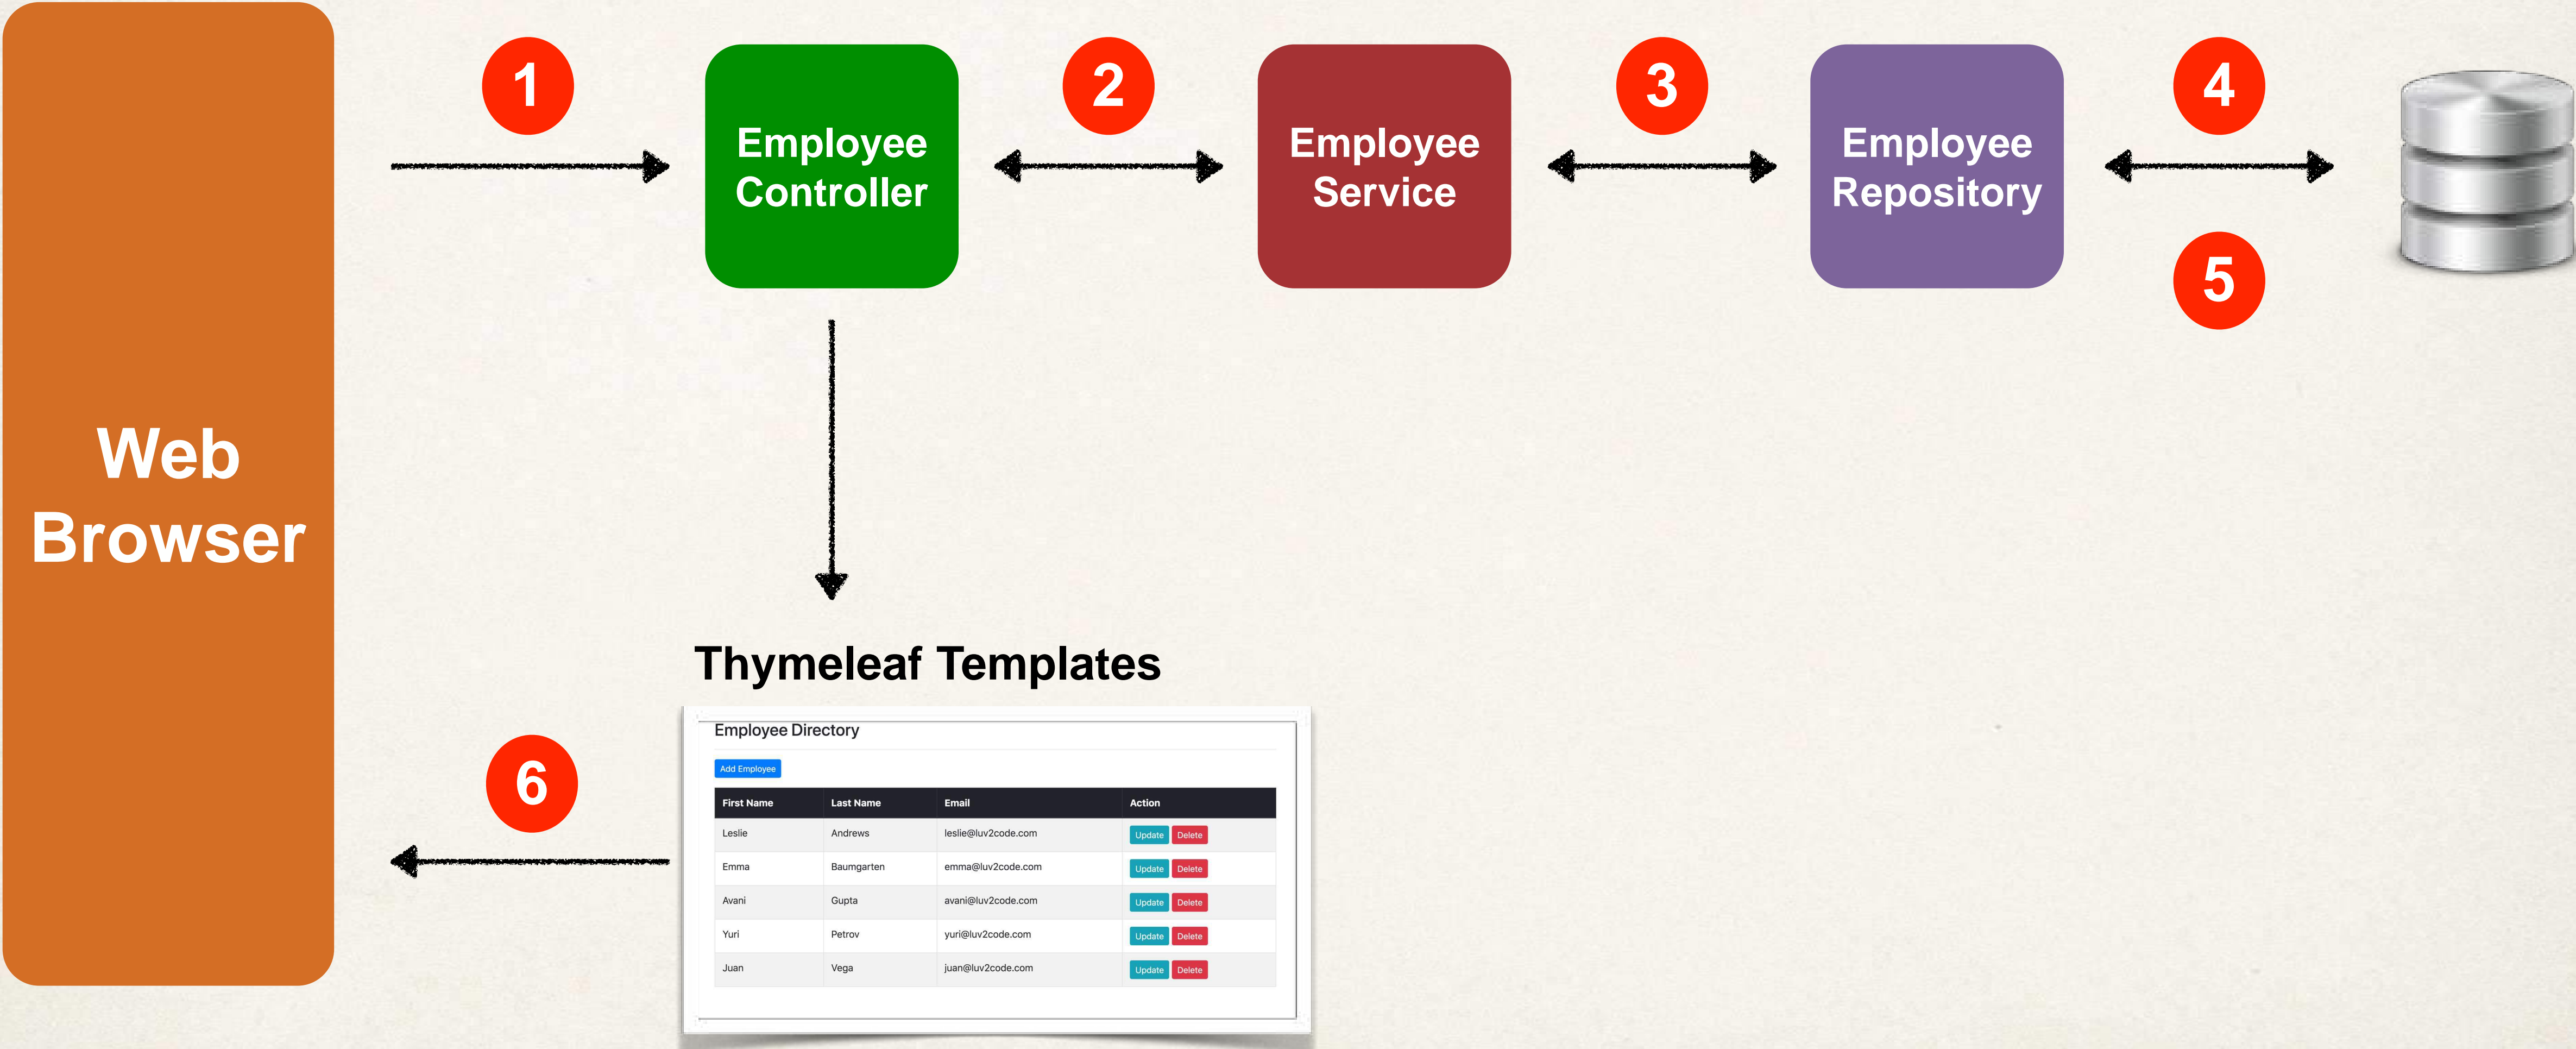 1
2
3
4
Employee
Controller
Employee
Service
Employee
Repository
5
Web
Browser
Thymeleaf Templates
6
Employee Directory
Add Employee
First Name Last Name Email Action
Leslie Andrews leslie@luv2code.com Update Delete
Emma Baumgarten emma@luv2code.com Update Delete
Avani Gupta avani@luv2code.com Update Delete
Yuri Petrov yuri@luv2code.com Update Delete
Juan Vega juan@luv2code.com Update Delete